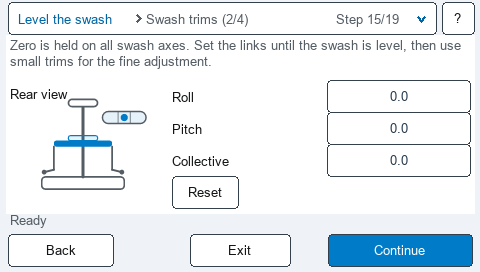 Level the swash > Swash trims (2/4) Step 15/19 ?
Zero is held on all swash axes. Set the links until the swash is level, then use
small trims for the fine adjustment.
Rear view
Roll 0.0
Pitch 0.0
Collective 0.0
Reset
Ready
Back Exit Continue